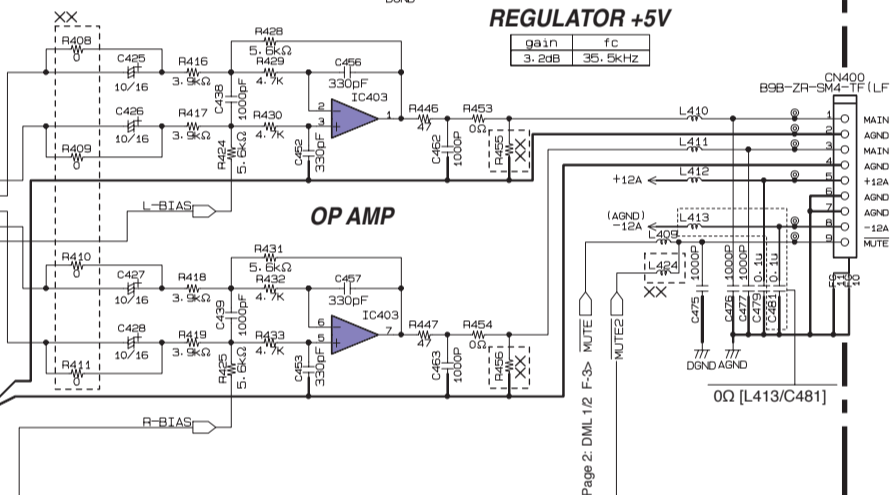 DGND
REGULATOR +5V
gain fc
3.2dB 35.5kHz
XX
R408
0
C425
10/16
R416
3.9kΩ
R428
5.6kΩ
R429
4.7K
C438
1000pF
C456
330pF
IC403
2
3
1
C426
10/16
R417
3.9kΩ
R430
4.7K
R424
5.6kΩ
C452
330pF
R409
0
R446
47
R453
0Ω
C462
1000P
R455
XX
L-BIAS
OP AMP
R410
0
C427
10/16
R418
3.9kΩ
R431
5.6kΩ
R432
4.7K
C439
1000pF
C457
330pF
IC403
6
5
7
C428
10/16
R419
3.9kΩ
R433
4.7K
R425
5.6kΩ
C453
330pF
R411
0
R447
47
R454
0Ω
C463
1000P
R456
XX
R-BIAS
CN400
B9B-ZR-SM4-TF(LF
L410
1 MAIN
2 AGND
L411
3 MAIN
4 AGND
+12A
L412
5 +12A
6 AGND
7 AGND
(AGND)
-12A
L413
8 -12A
L409
9 MUTE
L424
XX
1000P
C475
1000P
C476
1000P
C477
0.1u
C479
0.1u
C481
11
10
DGND AGND
0Ω [L413/C481]
MUTE
MUTE2
Page 2: DML 1/2 F-3>